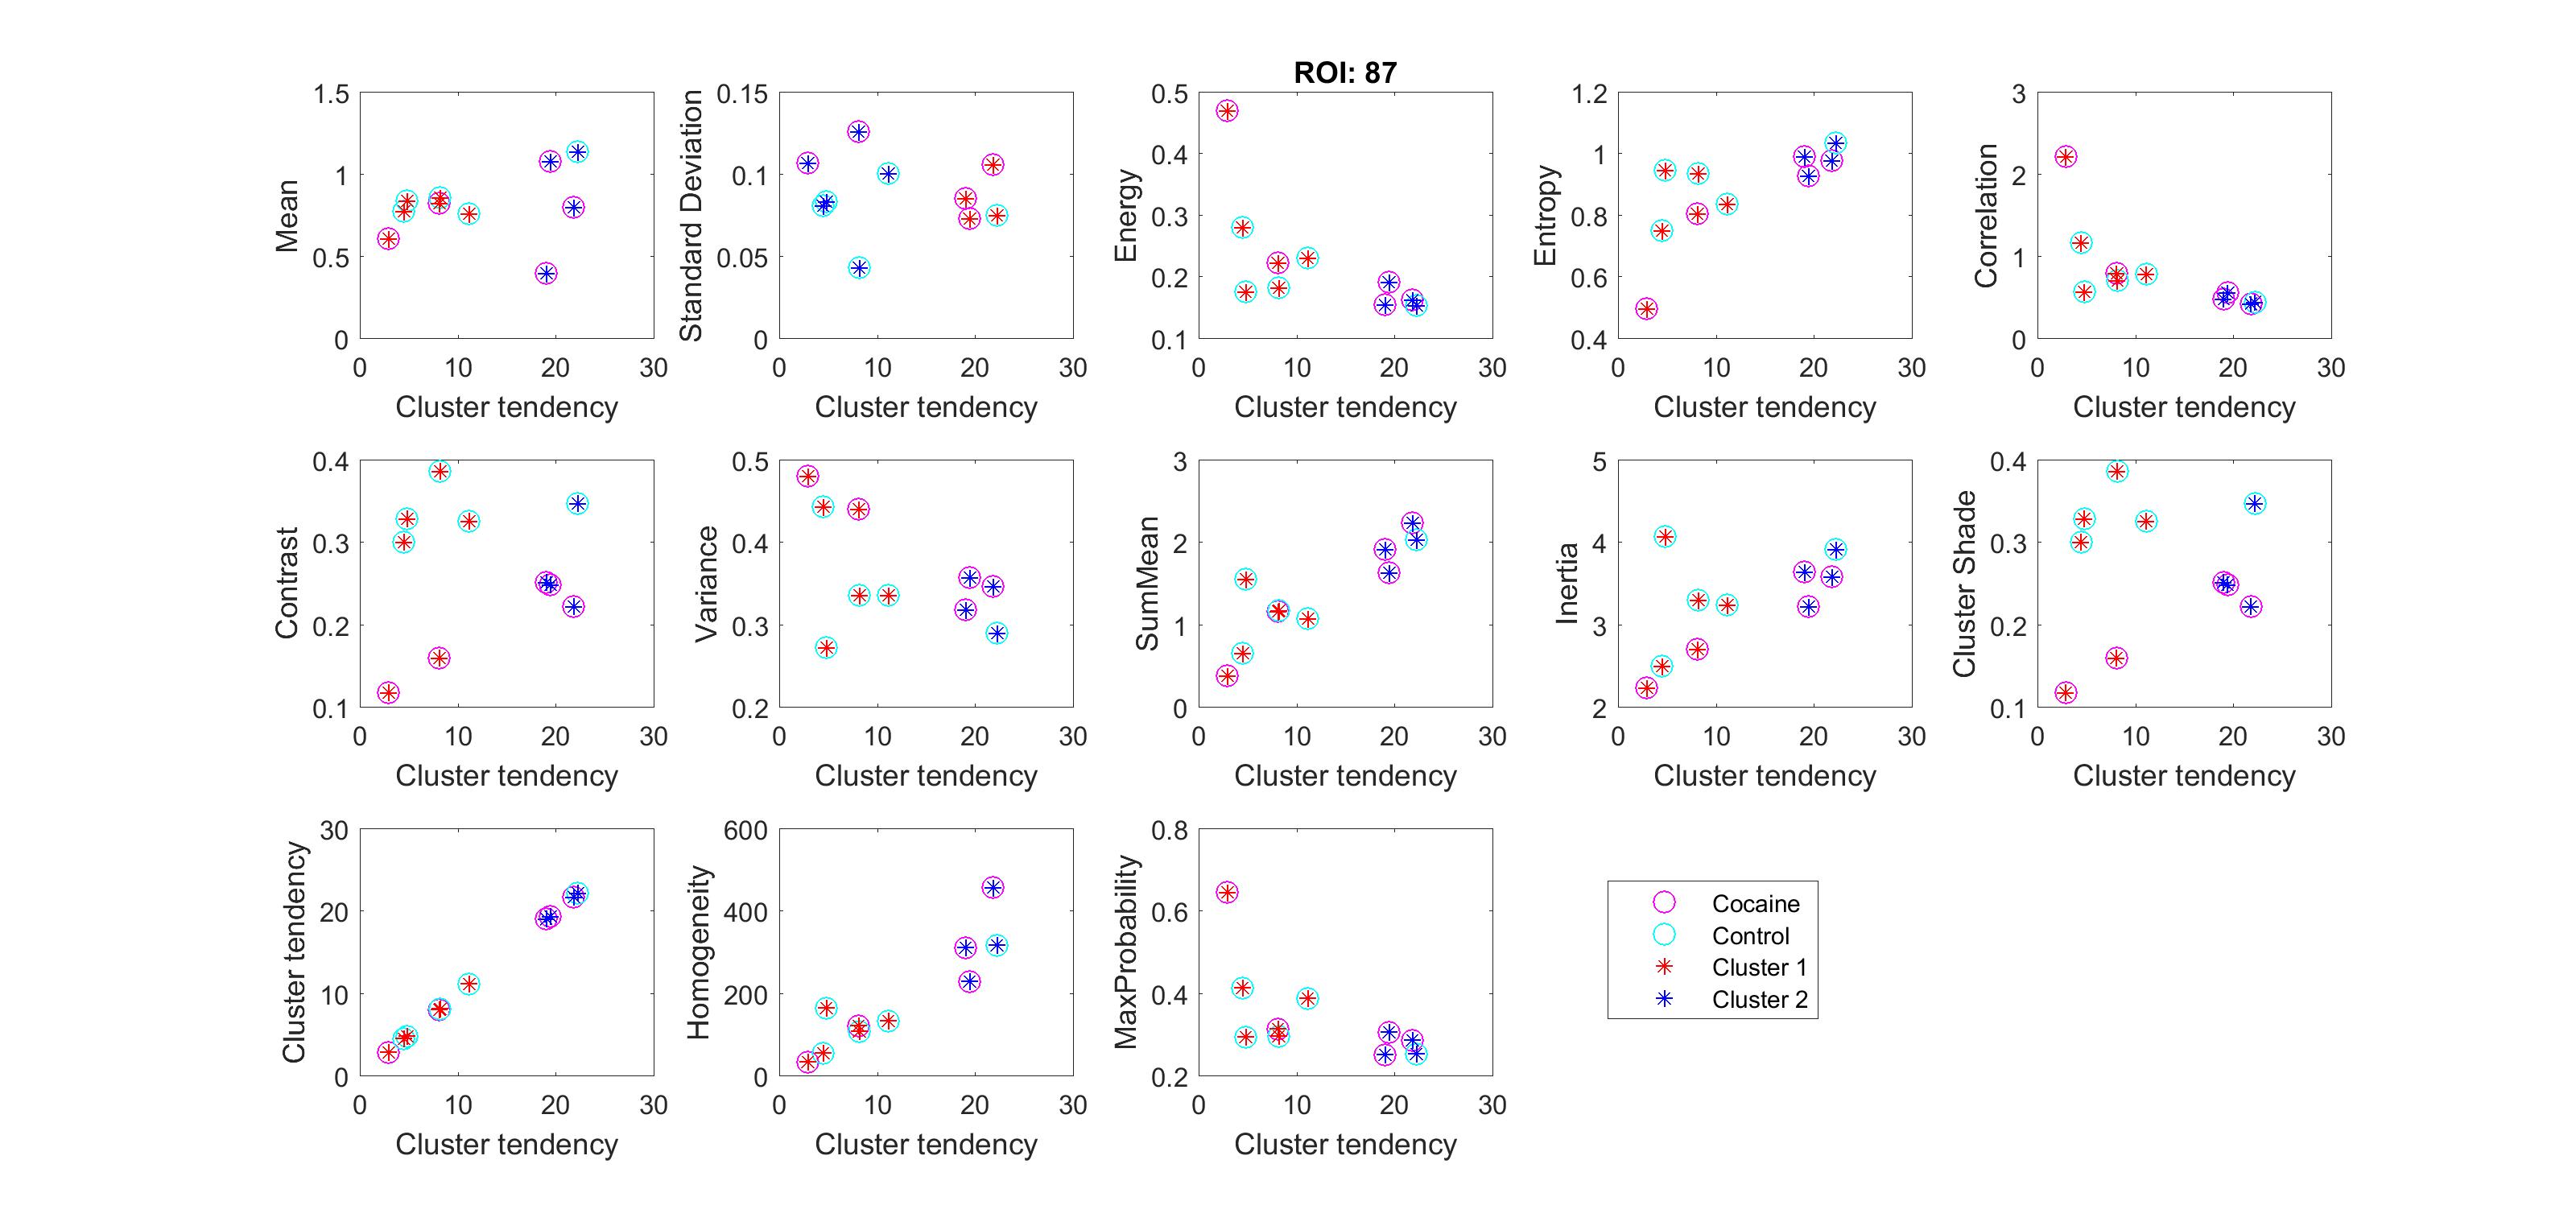 ROI: 87
1.5
1
0.5
0
Mean
0 10 20 30
Cluster tendency
0.15
0.1
0.05
0
Standard Deviation
0 10 20 30
Cluster tendency
0.5
0.4
0.3
0.2
0.1
Energy
0 10 20 30
Cluster tendency
1.2
1
0.8
0.6
0.4
Entropy
0 10 20 30
Cluster tendency
3
2
1
0
Correlation
0 10 20 30
Cluster tendency
0.4
0.3
0.2
0.1
Contrast
0 10 20 30
Cluster tendency
0.5
0.4
0.3
0.2
Variance
0 10 20 30
Cluster tendency
3
2
1
0
SumMean
0 10 20 30
Cluster tendency
5
4
3
2
Inertia
0 10 20 30
Cluster tendency
0.4
0.3
0.2
0.1
Cluster Shade
0 10 20 30
Cluster tendency
30
20
10
0
Cluster tendency
0 10 20 30
Cluster tendency
600
400
200
0
Homogeneity
0 10 20 30
Cluster tendency
0.8
0.6
0.4
0.2
MaxProbability
0 10 20 30
Cluster tendency
Cocaine
Control
Cluster 1
Cluster 2